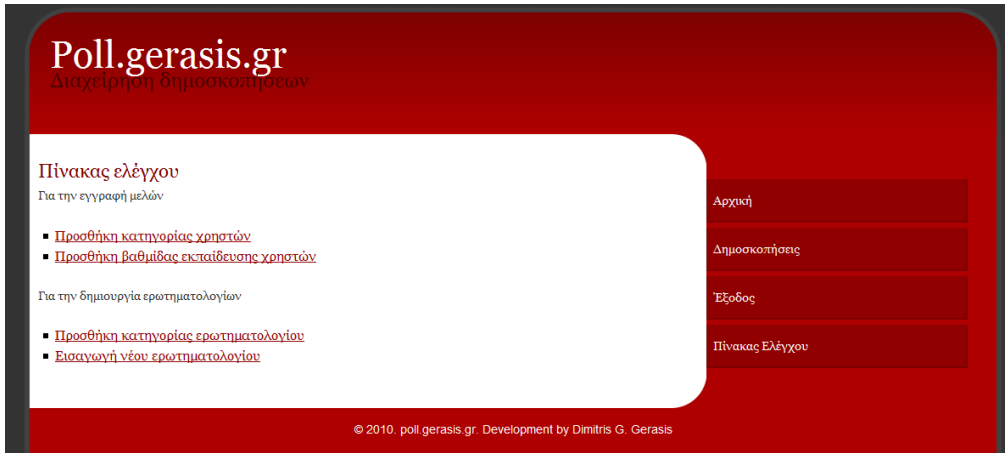 Poll.gerasis.gr
Διαχείρηση δημοσκοπήσεων
Πίνακας ελέγχου
Για την εγγραφή μελών
Προσθήκη κατηγορίας χρηστών
Προσθήκη βαθμίδας εκπαίδευσης χρηστών
Για την δημιουργία ερωτηματολογίων
Προσθήκη κατηγορίας ερωτηματολογίου
Εισαγωγή νέου ερωτηματολογίου
Αρχική
Δημοσκοπήσεις
Έξοδος
Πίνακας Ελέγχου
© 2010. poll.gerasis.gr. Development by Dimitris G. Gerasis